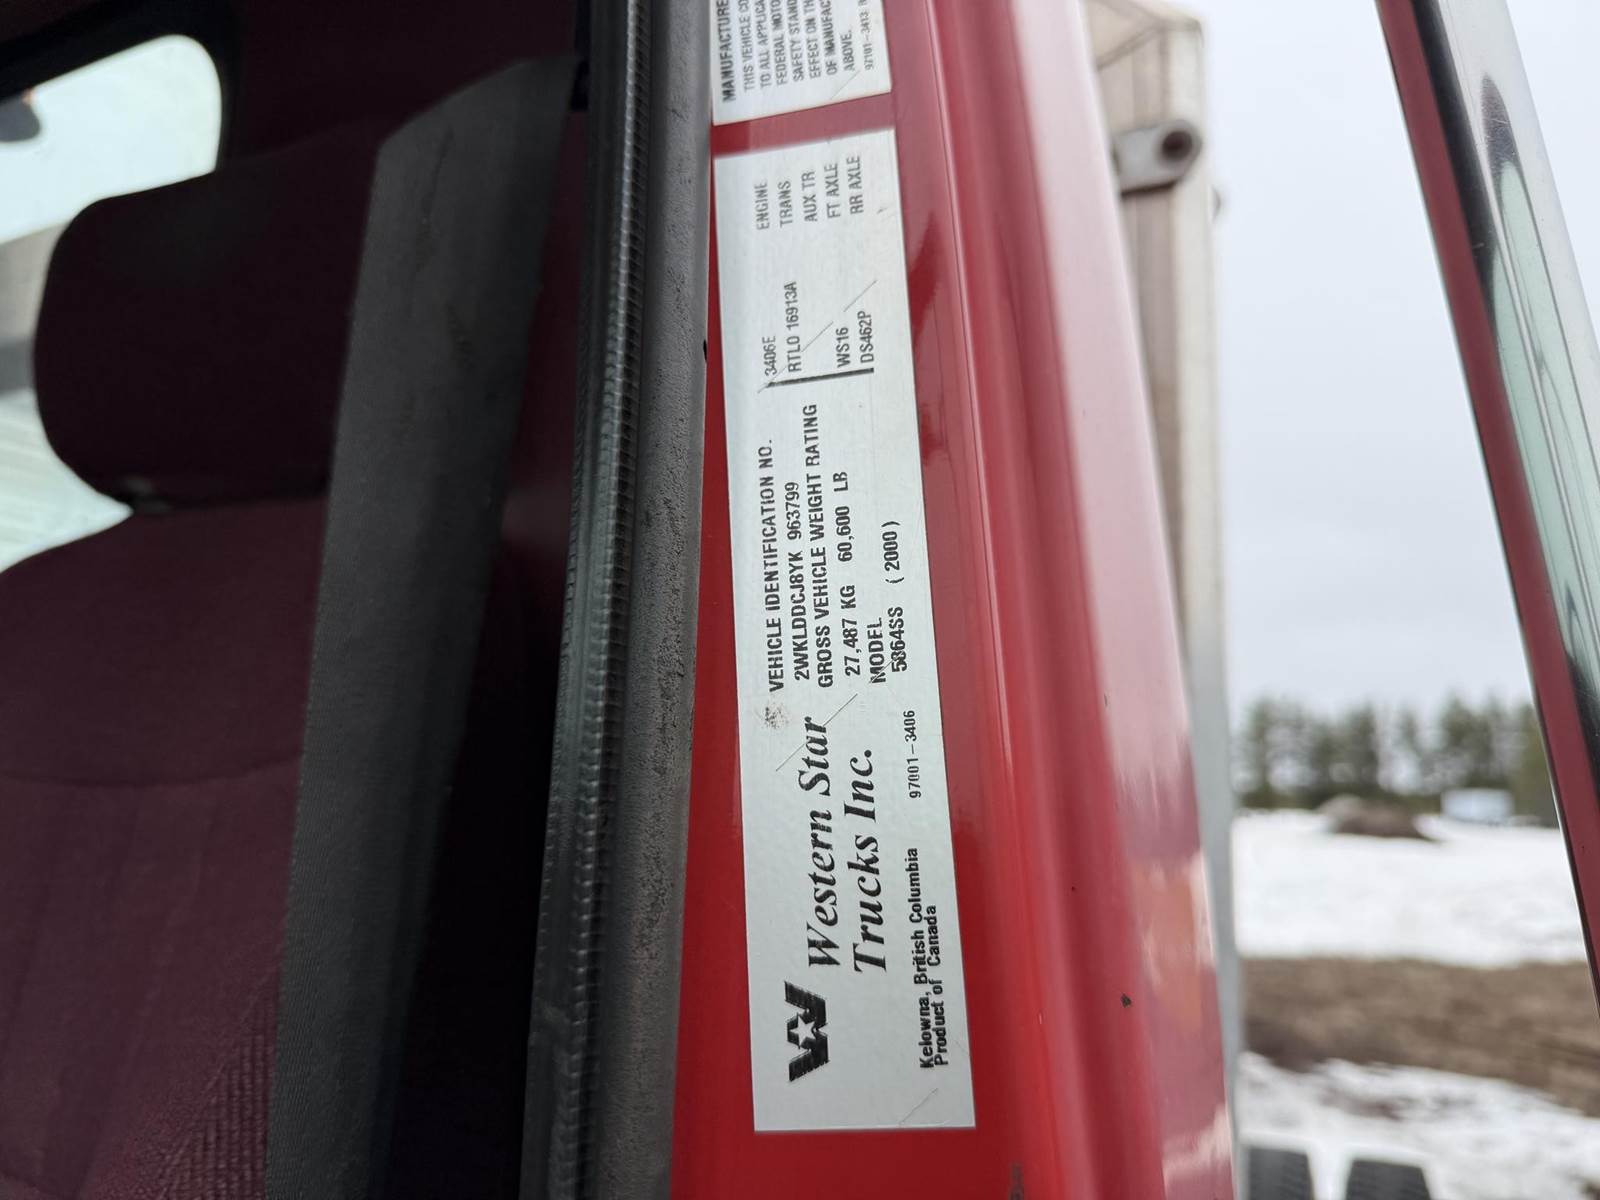 Western Star
Trucks Inc.
Kelowna, British Columbia
Product of Canada
97001-3406
VEHICLE IDENTIFICATION NO.
2WKLDDCJ8YK 963799
GROSS VEHICLE WEIGHT RATING
27,487 KG 60,600 LB
MODEL
5864SS (2000)
3406E ENGINE
RTLO 16913A TRANS
AUX TR
WS16 FT AXLE
DS462P RR AXLE
MANUFACTURE
THIS VEHICLE CO
TO ALL APPLICA
FEDERAL MOTO
SAFETY STAND
EFFECT ON TH
OF MANUFAC
ABOVE.
97101-3413